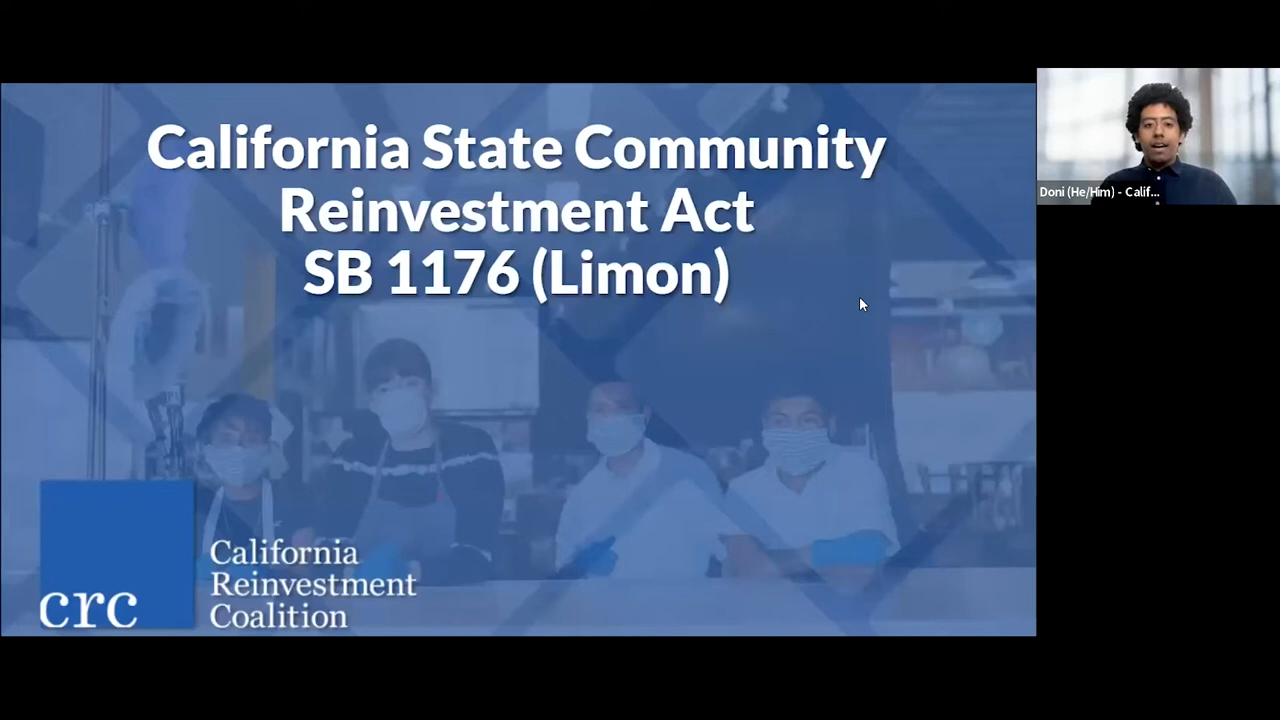 California State Community
Reinvestment Act
SB 1176 (Limon)
Doni (He/Him) - Calif...
crc
California
Reinvestment
Coalition